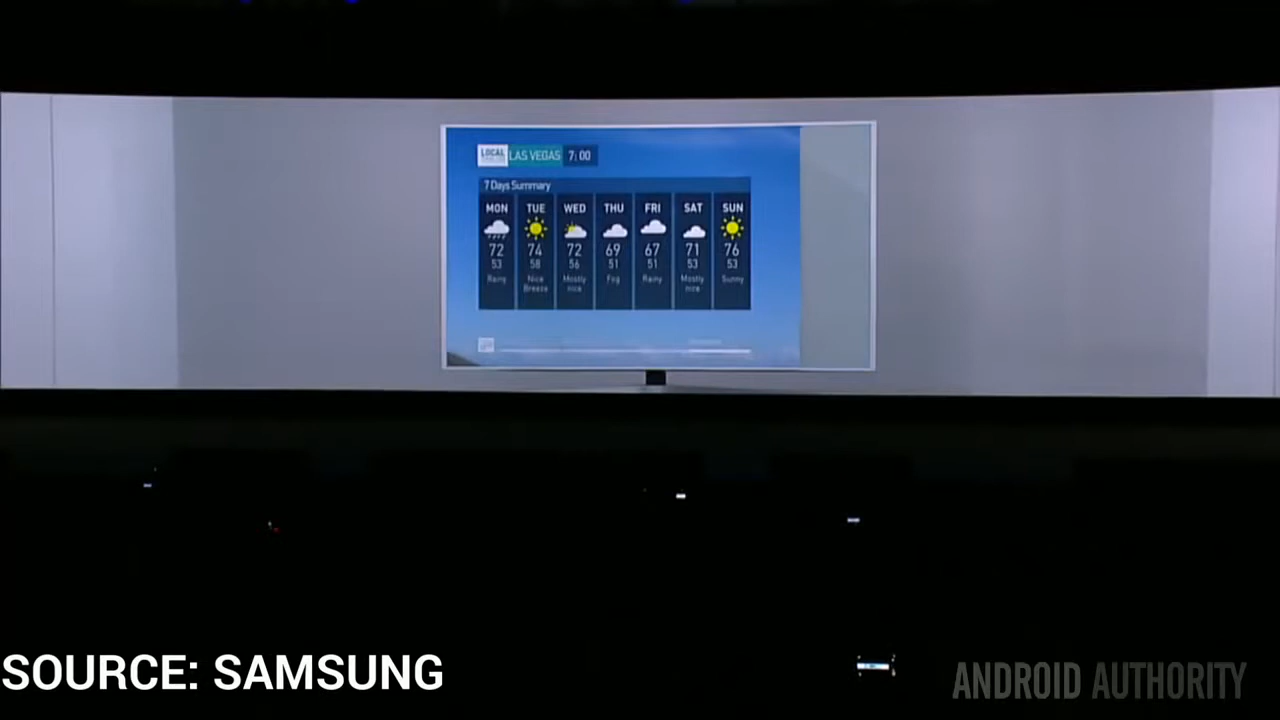 LOCAL
LAS VEGAS 7:00
7 Days Summary
MON TUE WED THU FRI SAT SUN
72 74 72 69 67 71 76
53 58 56 51 51 53 53
Rainy Nice Breeze Mostly nice Fog Rainy Mostly nice Sunny
SOURCE: SAMSUNG
ANDROID AUTHORITY